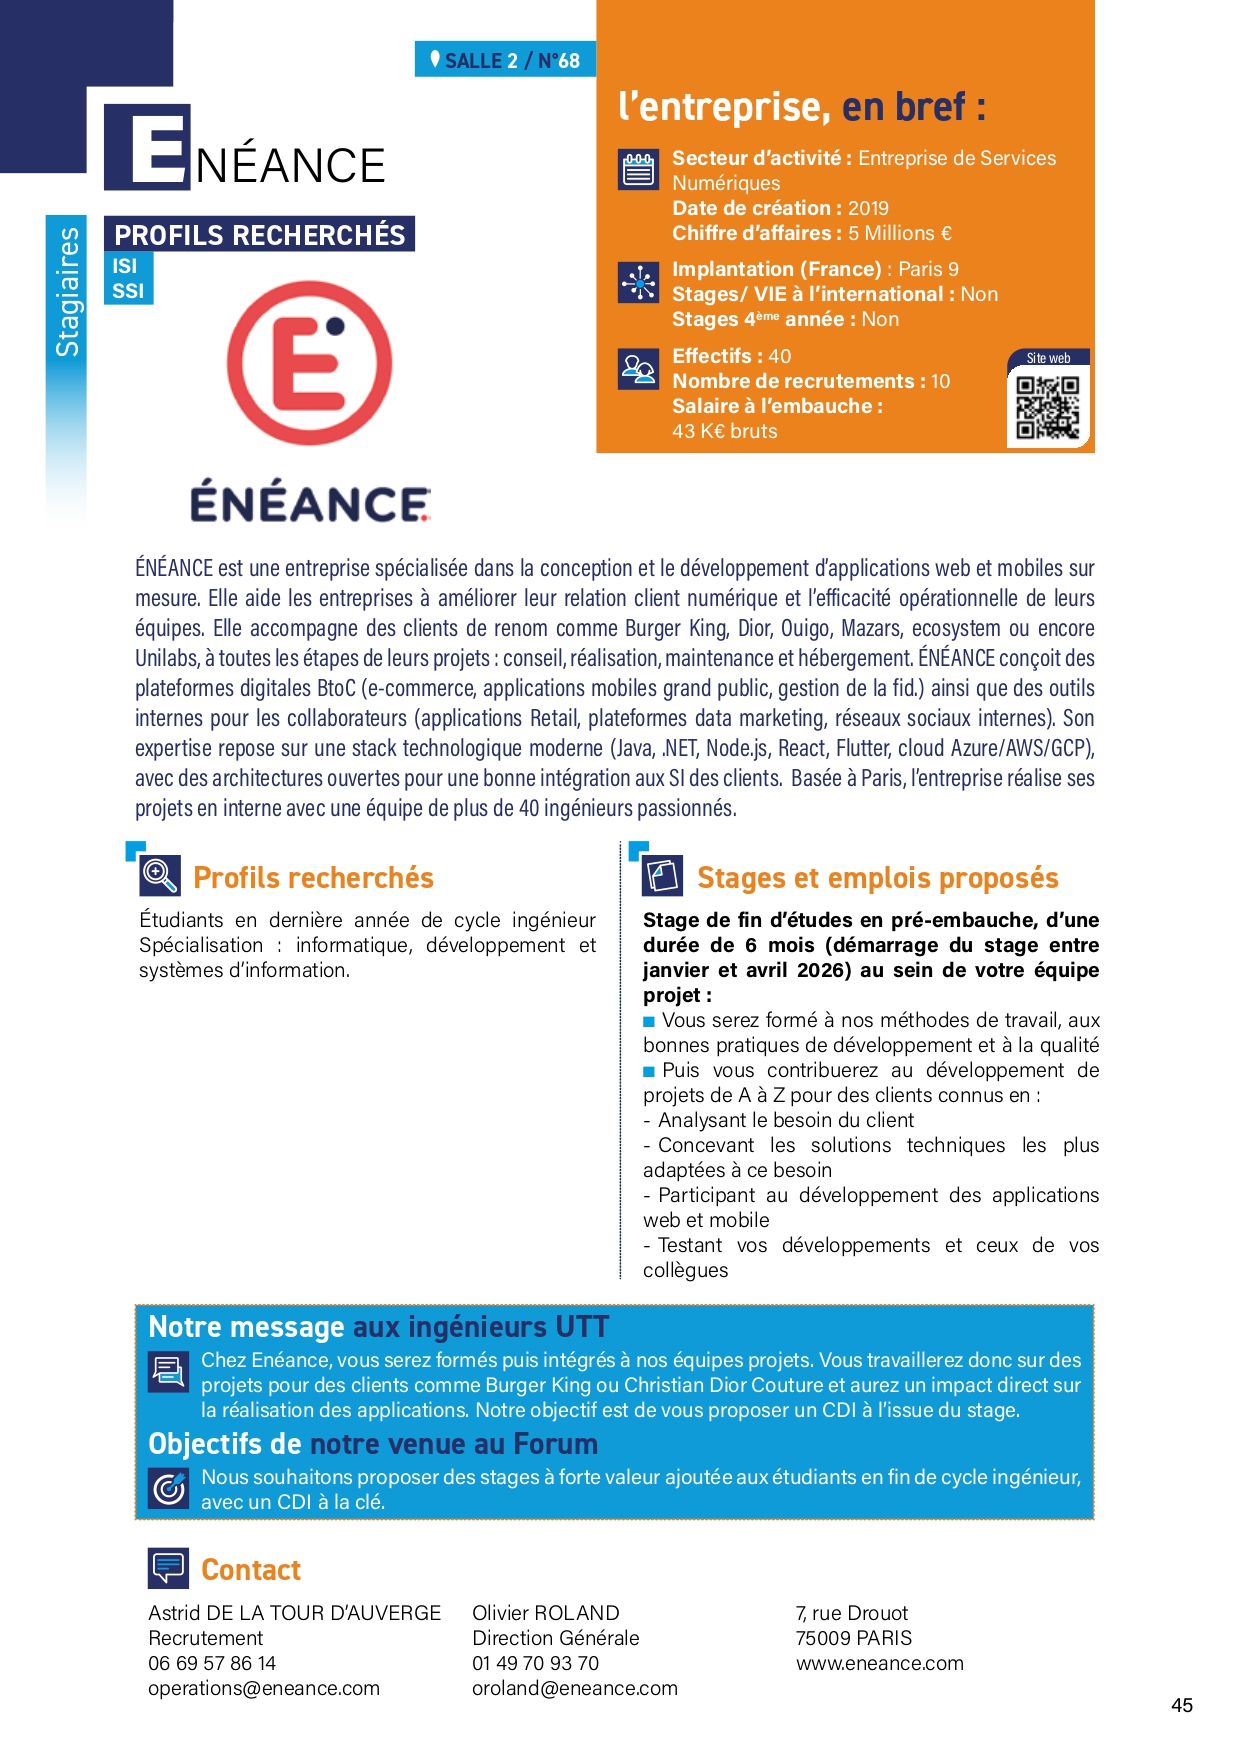 SALLE 2 / N°68
ENÉANCE
Stagiaires
PROFILS RECHERCHÉS
ISI
SSI
E
ÉNÉANCE
l'entreprise, en bref :
Secteur d'activité : Entreprise de Services
Numériques
Date de création : 2019
Chiffre d'affaires : 5 Millions €
Implantation (France) : Paris 9
Stages/ VIE à l'international : Non
Stages 4ème année : Non
Effectifs : 40
Nombre de recrutements : 10
Salaire à l'embauche :
43 K€ bruts
Site web
ÉNÉANCE est une entreprise spécialisée dans la conception et le développement d'applications web et mobiles sur
mesure. Elle aide les entreprises à améliorer leur relation client numérique et l'efficacité opérationnelle de leurs
équipes. Elle accompagne des clients de renom comme Burger King, Dior, Ouigo, Mazars, ecosystem ou encore
Unilabs, à toutes les étapes de leurs projets : conseil, réalisation, maintenance et hébergement. ÉNÉANCE conçoit des
plateformes digitales BtoC (e-commerce, applications mobiles grand public, gestion de la fid.) ainsi que des outils
internes pour les collaborateurs (applications Retail, plateformes data marketing, réseaux sociaux internes). Son
expertise repose sur une stack technologique moderne (Java, .NET, Node.js, React, Flutter, cloud Azure/AWS/GCP),
avec des architectures ouvertes pour une bonne intégration aux SI des clients. Basée à Paris, l'entreprise réalise ses
projets en interne avec une équipe de plus de 40 ingénieurs passionnés.
Profils recherchés
Étudiants en dernière année de cycle ingénieur
Spécialisation : informatique, développement et
systèmes d'information.
Stages et emplois proposés
Stage de fin d'études en pré-embauche, d'une
durée de 6 mois (démarrage du stage entre
janvier et avril 2026) au sein de votre équipe
projet :
■ Vous serez formé à nos méthodes de travail, aux
bonnes pratiques de développement et à la qualité
■ Puis vous contribuerez au développement de
projets de A à Z pour des clients connus en :
- Analysant le besoin du client
- Concevant les solutions techniques les plus
adaptées à ce besoin
- Participant au développement des applications
web et mobile
- Testant vos développements et ceux de vos
collègues
Notre message aux ingénieurs UTT
Chez Enéance, vous serez formés puis intégrés à nos équipes projets. Vous travaillerez donc sur des
projets pour des clients comme Burger King ou Christian Dior Couture et aurez un impact direct sur
la réalisation des applications. Notre objectif est de vous proposer un CDI à l'issue du stage.
Objectifs de notre venue au Forum
Nous souhaitons proposer des stages à forte valeur ajoutée aux étudiants en fin de cycle ingénieur,
avec un CDI à la clé.
Contact
Astrid DE LA TOUR D'AUVERGE
Recrutement
06 69 57 86 14
operations@eneance.com
Olivier ROLAND
Direction Générale
01 49 70 93 70
oroland@eneance.com
7, rue Drouot
75009 PARIS
www.eneance.com
45